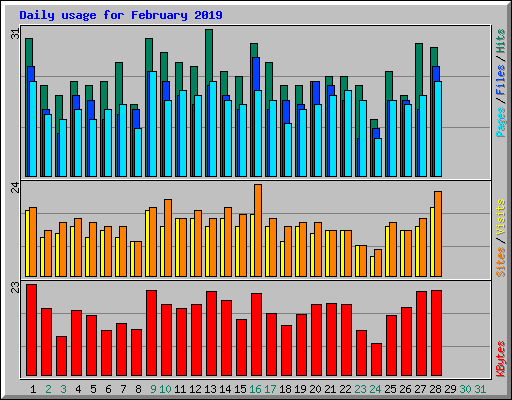 Daily usage for February 2019
31
Pages/Files/Hits
24
Sites/Visits
23
KBytes
1 2 3 4 5 6 7 8 9 10 11 12 13 14 15 16 17 18 19 20 21 22 23 24 25 26 27 28 29 30 31